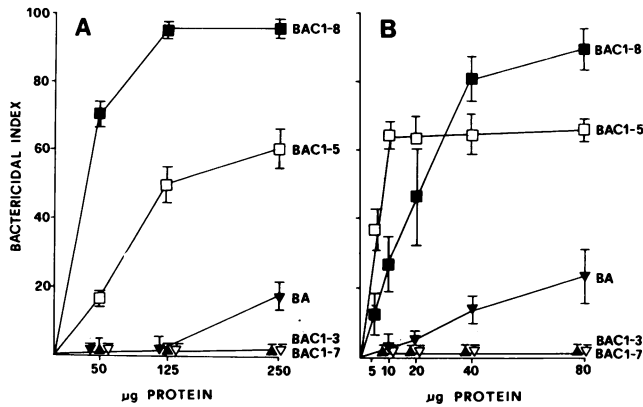 A
B
100
80
60
40
20
BACTERICIDAL INDEX
BAC1-8
BAC1-5
BA
BAC1-3
BAC1-7
50
125
250
µg PROTEIN
BAC1-8
BAC1-5
BA
BAC1-3
BAC1-7
5
10
20
40
80
µg PROTEIN